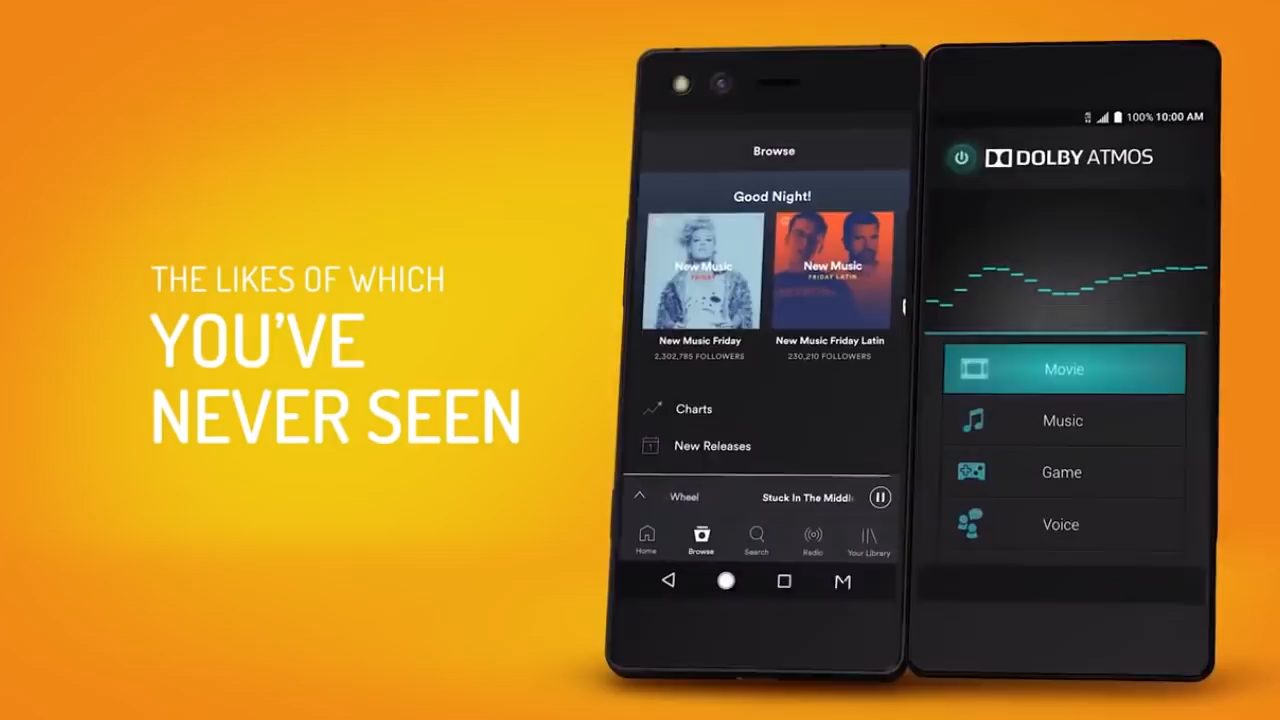 THE LIKES OF WHICH
YOU'VE
NEVER SEEN
Browse
Good Night!
New Music
FRIDAY
New Music
FRIDAY LATIN
New Music Friday
2,302,785 FOLLOWERS
New Music Friday Latin
230,210 FOLLOWERS
Charts
1
New Releases
Wheel
Stuck In The Middl
Home
Browse
Search
Radio
Your Library
100% 10:00 AM
DOLBY ATMOS
Movie
Music
Game
Voice